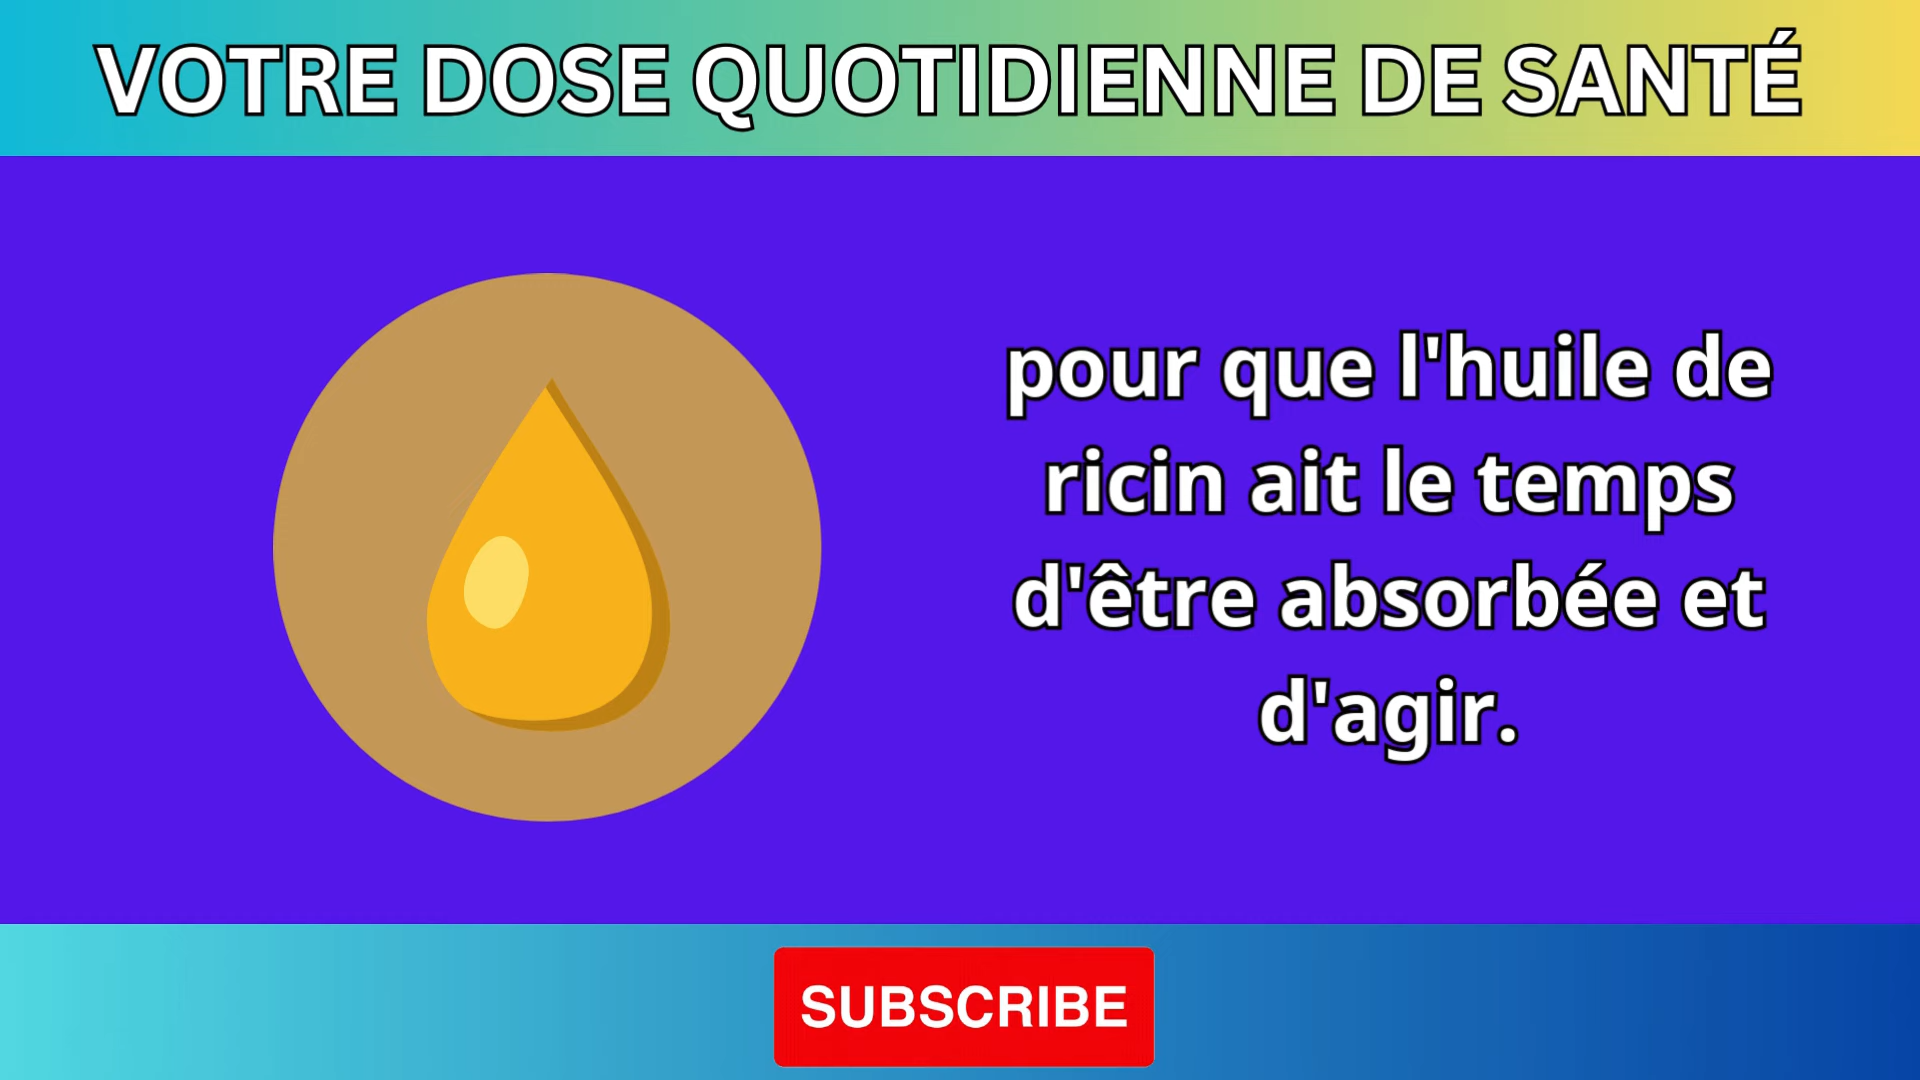 VOTRE DOSE QUOTIDIENNE DE SANTÉ
pour que l'huile de
ricin ait le temps
d'être absorbée et
d'agir.
SUBSCRIBE